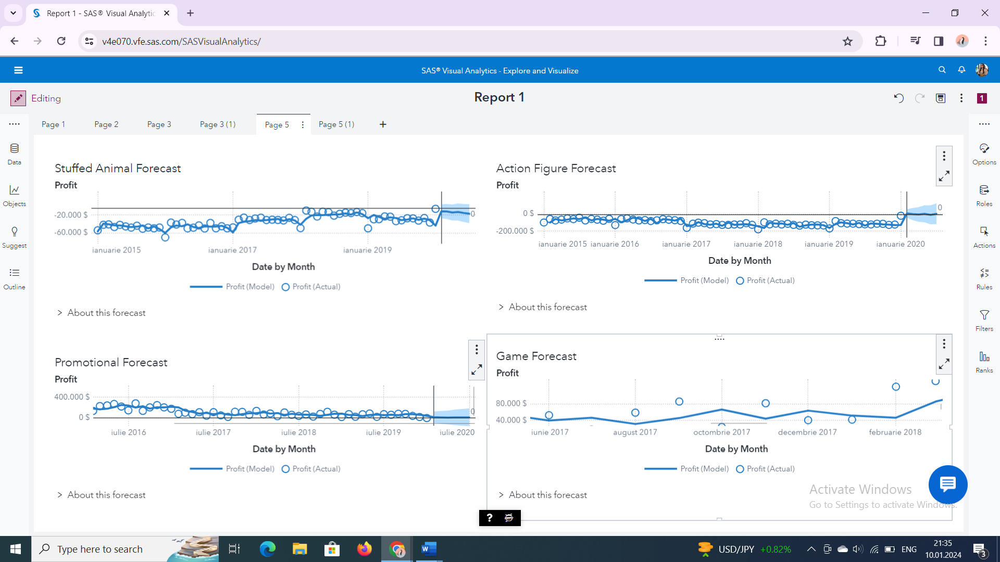 Report 1 - SAS® Visual Analytic
v4e070.vfe.sas.com/SASVisualAnalytics/
SAS® Visual Analytics - Explore and Visualize
Editing
Report 1
1
Page 1
Page 2
Page 3
Page 3 (1)
Page 5
Page 5 (1)
Data
Objects
Suggest
Outline
Options
Roles
Actions
Rules
Filters
Ranks
Stuffed Animal Forecast
Profit
-20.000 $
-60.000 $
0
ianuarie 2015
ianuarie 2017
ianuarie 2019
Date by Month
Profit (Model)
Profit (Actual)
About this forecast
Action Figure Forecast
Profit
0 $
-200.000 $
0
ianuarie 2015
ianuarie 2016
ianuarie 2017
ianuarie 2018
ianuarie 2019
ianuarie 2020
Date by Month
Profit (Model)
Profit (Actual)
About this forecast
Promotional Forecast
Profit
400.000 $
0 $
0
iulie 2016
iulie 2017
iulie 2018
iulie 2019
iulie 2020
Date by Month
Profit (Model)
Profit (Actual)
About this forecast
Game Forecast
Profit
80.000 $
40.000 $
iunie 2017
august 2017
octombrie 2017
decembrie 2017
februarie 2018
Date by Month
Profit (Model)
Profit (Actual)
About this forecast
Activate Windows
Go to Settings to activate Windows.
?
Type here to search
USD/JPY +0.82%
ENG
21:35
10.01.2024
3